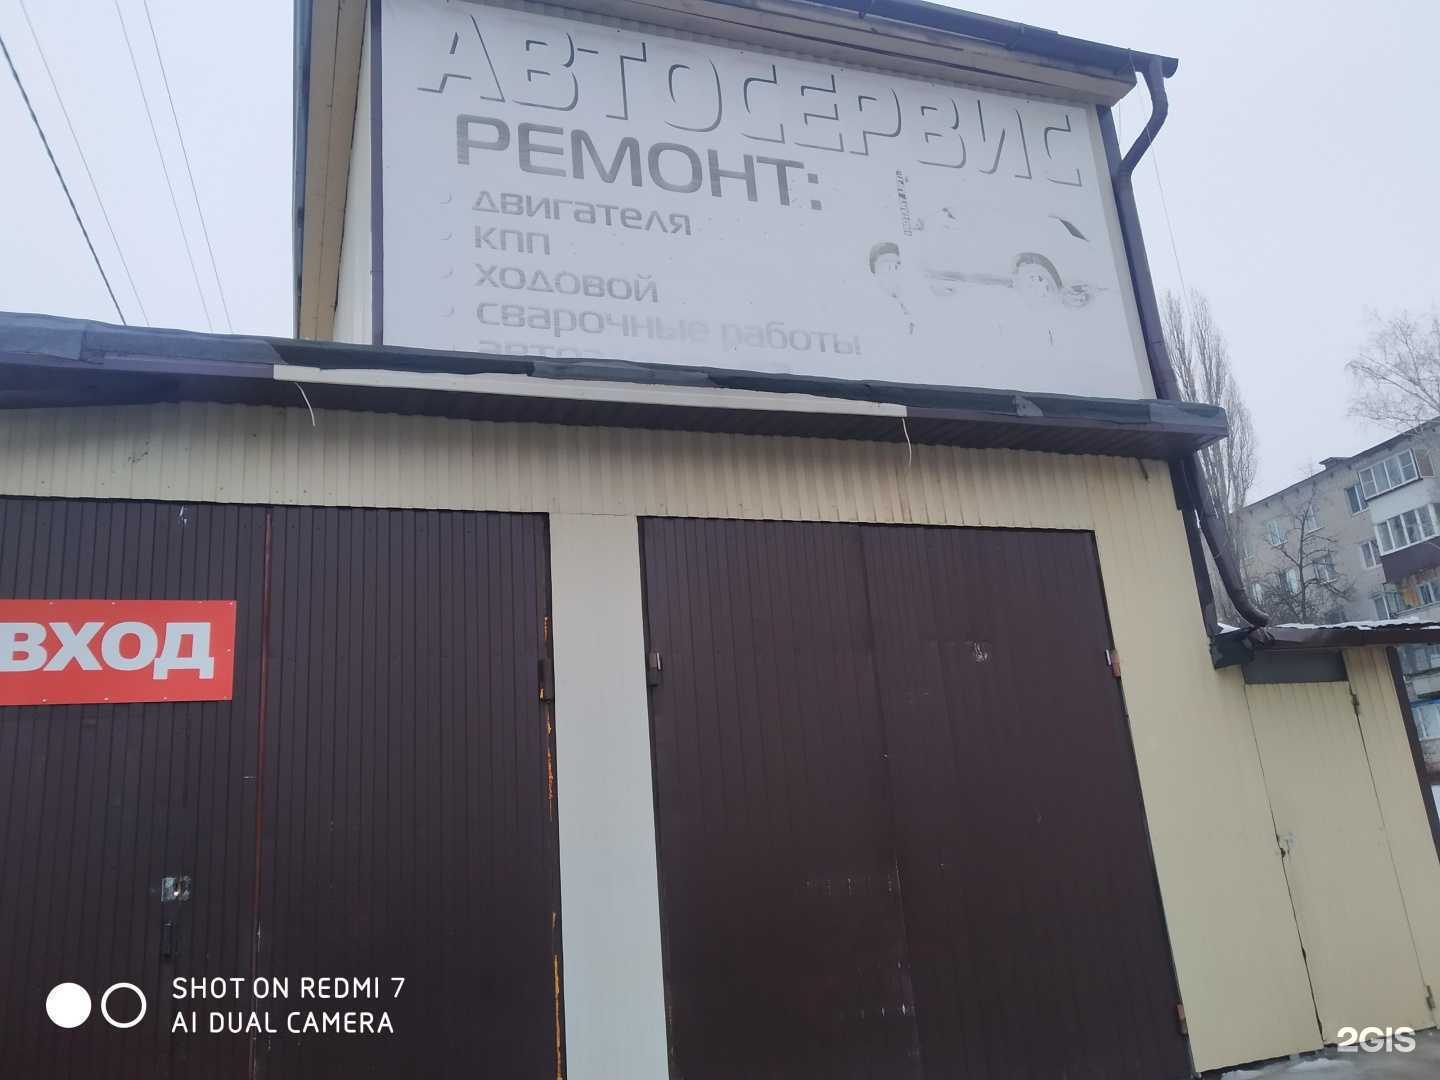 АВТОСЕРВИС
РЕМОНТ:
ДВИГАТЕЛЯ
КПП
ХОДОВОЙ
СВАРОЧНЫЕ РАБОТЫ
ВХОД
SHOT ON REDMI 7
AI DUAL CAMERA
2GIS